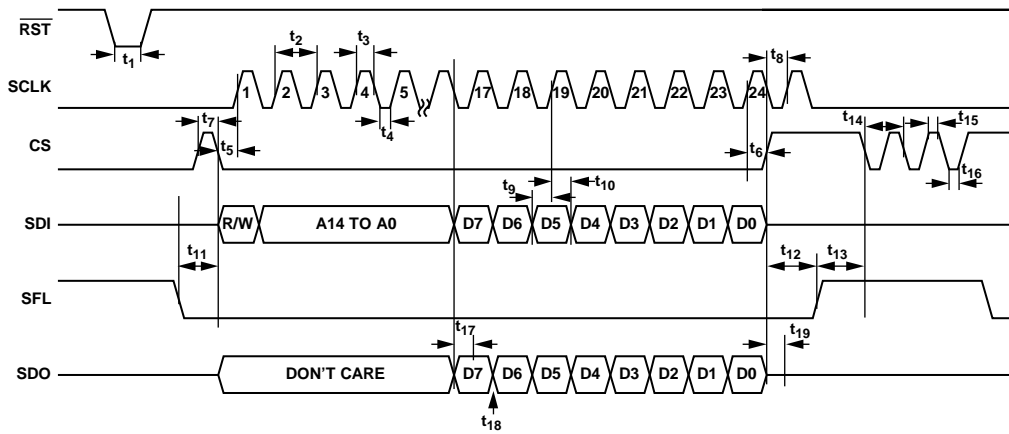 RST
t1
SCLK
t2
t3
t8
1 2 3 4 5 17 18 19 20 21 22 23 24
t4
CS
t7
t5
t6
t14
t15
t16
t9
t10
SDI
R/W A14 TO A0 D7 D6 D5 D4 D3 D2 D1 D0
t11
t12
t13
SFL
t17
t19
SDO
DON'T CARE D7 D6 D5 D4 D3 D2 D1 D0
t18